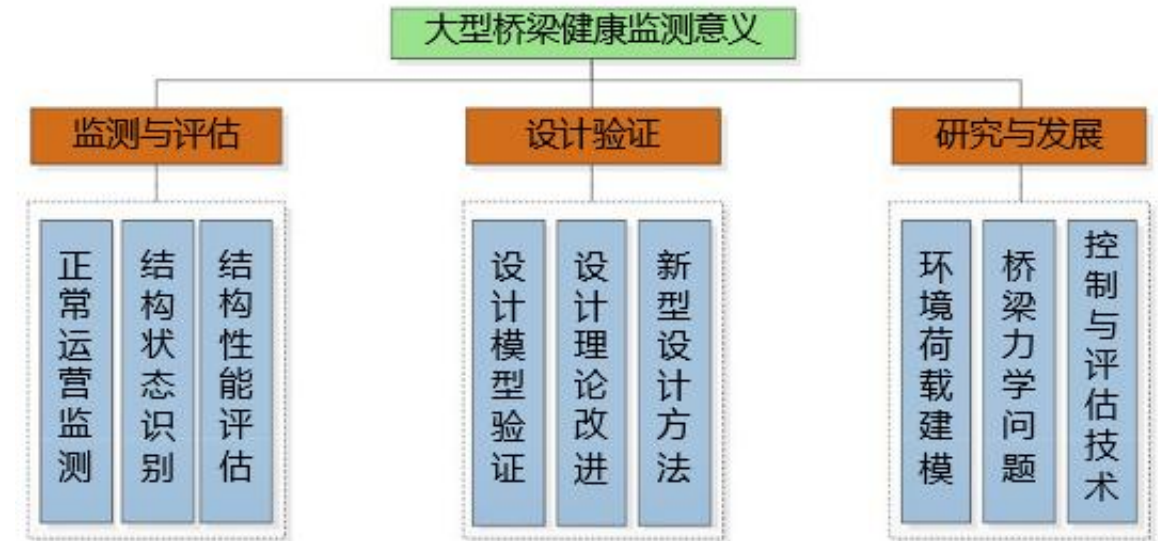 大型桥梁健康监测意义
监测与评估
设计验证
研究与发展
正常运营监测
结构状态识别
结构性能评估
设计模型验证
设计理论改进
新型设计方法
环境荷载建模
桥梁力学问题
控制与评估技术